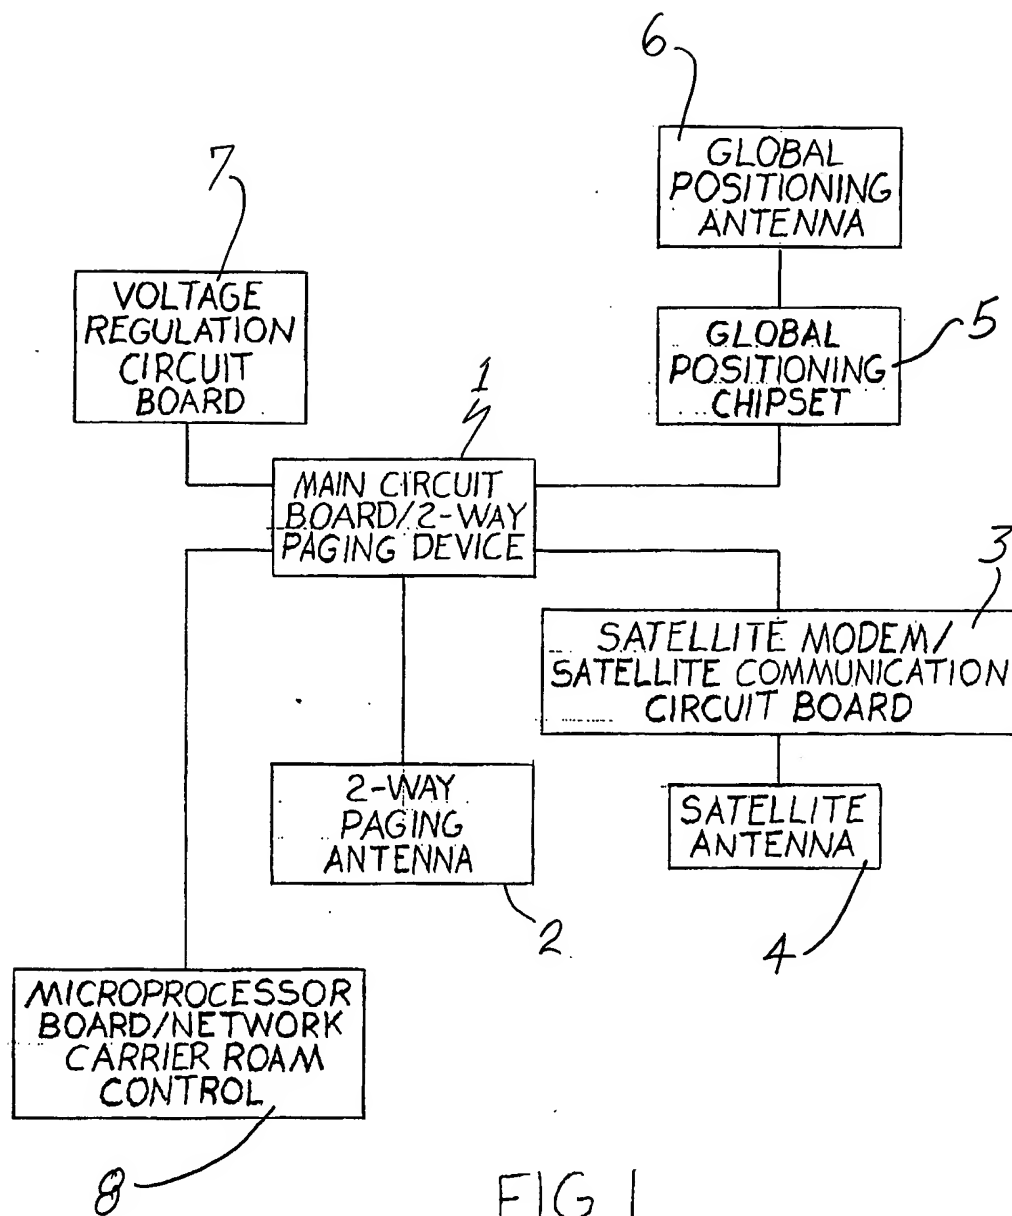 6
GLOBAL
POSITIONING
ANTENNA
7
VOLTAGE
REGULATION
CIRCUIT
BOARD
GLOBAL
POSITIONING
CHIPSET
5
1
MAIN CIRCUIT
BOARD/2-WAY
PAGING DEVICE
3
SATELLITE MODEM/
SATELLITE COMMUNICATION
CIRCUIT BOARD
2-WAY
PAGING
ANTENNA
2
SATELLITE
ANTENNA
4
MICROPROCESSOR
BOARD/NETWORK
CARRIER ROAM
CONTROL
8
FIG 1